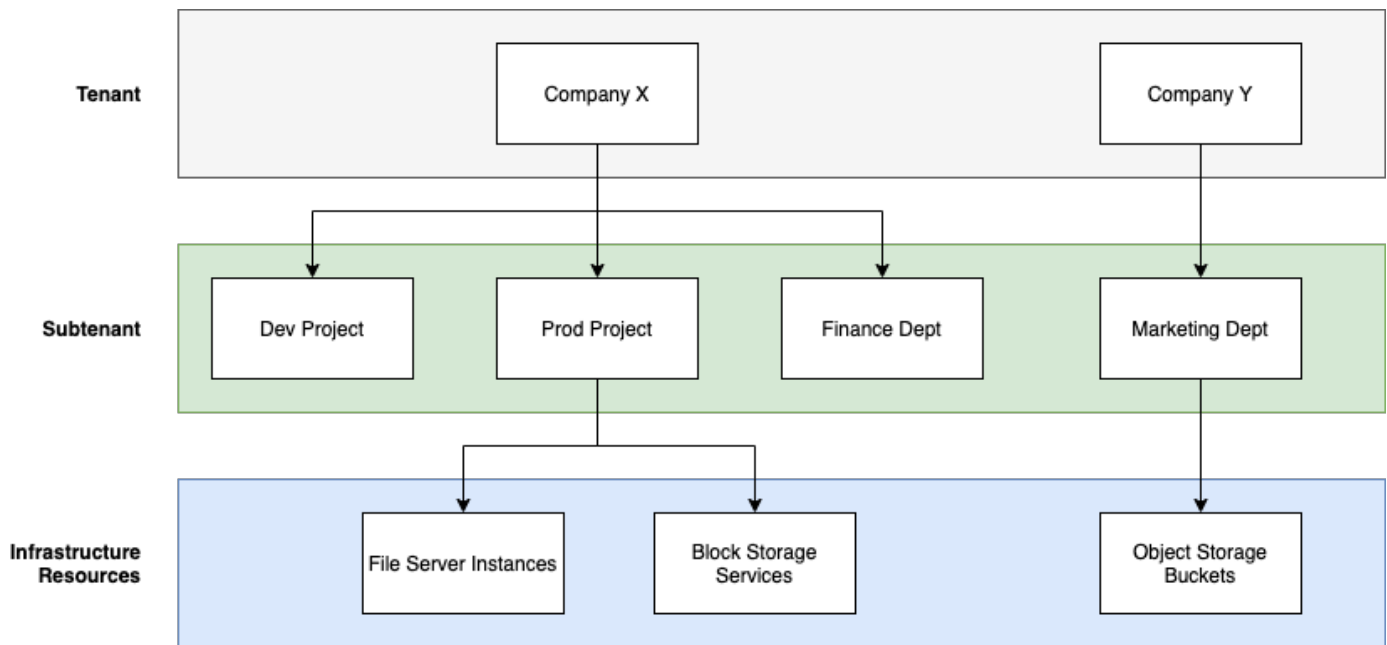 Tenant
Company X
Company Y
Subtenant
Dev Project
Prod Project
Finance Dept
Marketing Dept
Infrastructure
Resources
File Server Instances
Block Storage
Services
Object Storage
Buckets